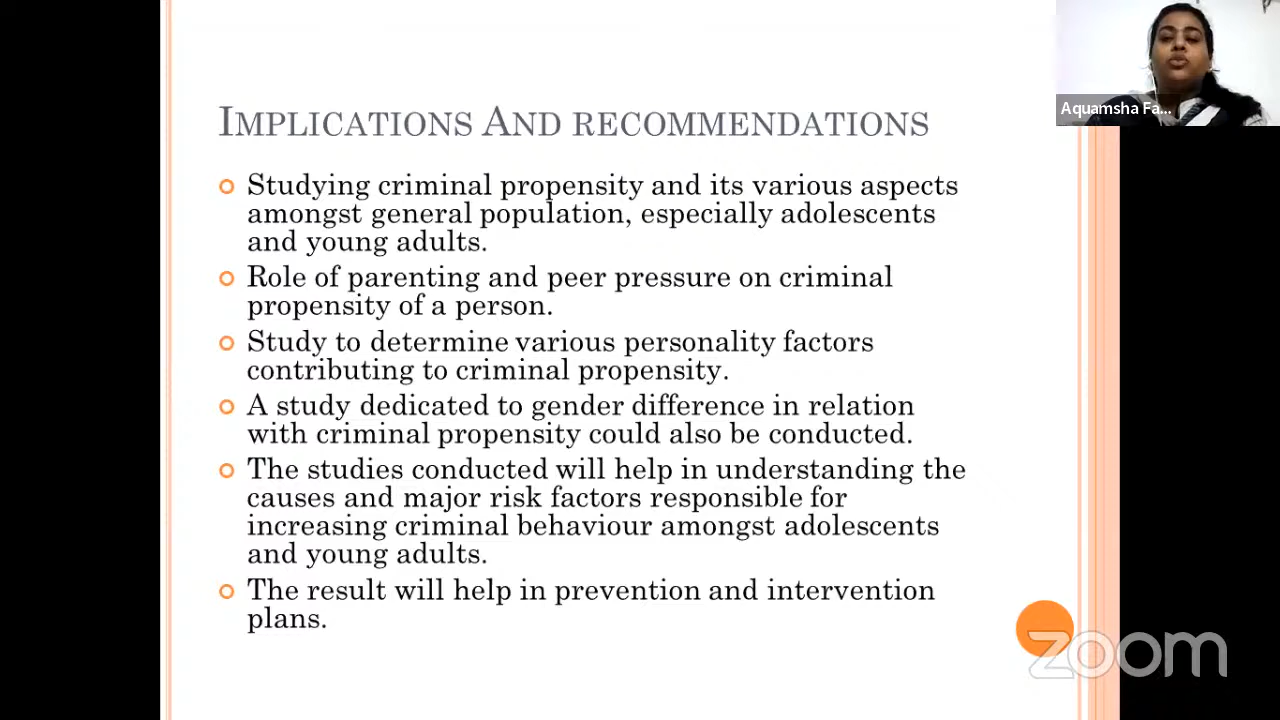 Aquamsha Fa...
IMPLICATIONS AND RECOMMENDATIONS
Studying criminal propensity and its various aspects
amongst general population, especially adolescents
and young adults.
Role of parenting and peer pressure on criminal
propensity of a person.
Study to determine various personality factors
contributing to criminal propensity.
A study dedicated to gender difference in relation
with criminal propensity could also be conducted.
The studies conducted will help in understanding the
causes and major risk factors responsible for
increasing criminal behaviour amongst adolescents
and young adults.
The result will help in prevention and intervention
plans.
zoom